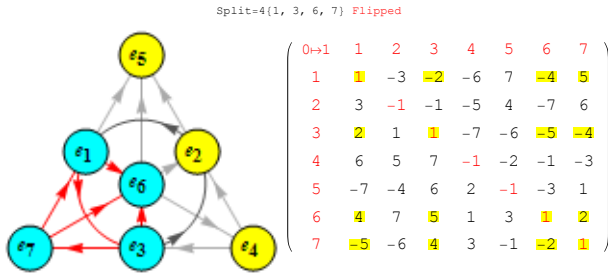 Split=4{1, 3, 6, 7} Flipped
e5
e1
e2
e6
e7
e3
e4
0↦1 1 2 3 4 5 6 7
1 1 -3 -2 -6 7 -4 5
2 3 -1 -1 -5 4 -7 6
3 2 1 1 -7 -6 -5 -4
4 6 5 7 -1 -2 -1 -3
5 -7 -4 6 2 -1 -3 1
6 4 7 5 1 3 1 2
7 -5 -6 4 3 -1 -2 1